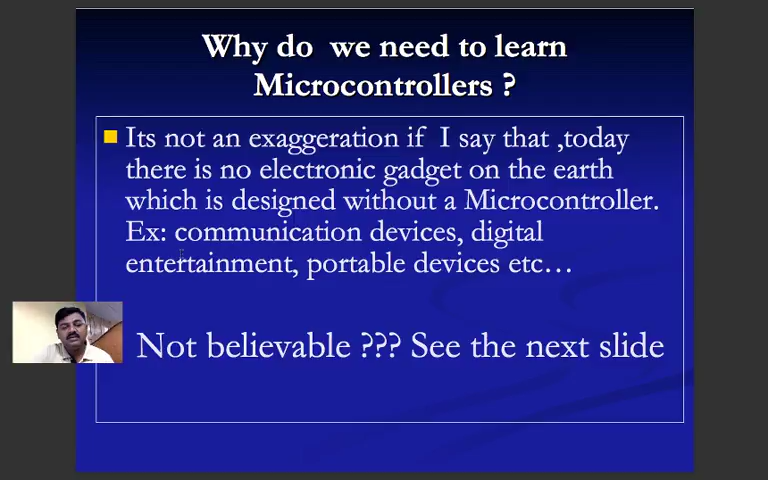 Why do we need to learn
Microcontrollers ?
Its not an exaggeration if I say that ,today
there is no electronic gadget on the earth
which is designed without a Microcontroller.
Ex: communication devices, digital
entertainment, portable devices etc…
Not believable ??? See the next slide